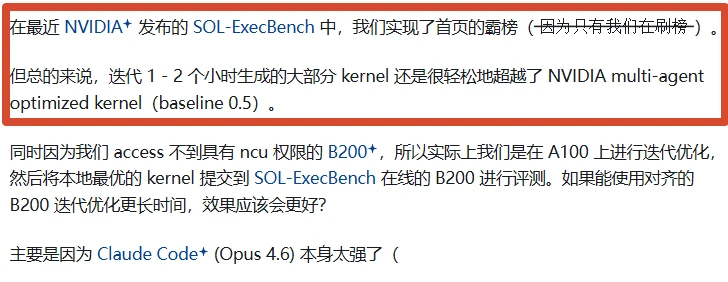 在最近 NVIDIA 发布的 SOL-ExecBench 中，我们实现了首页的霸榜（因为只有我们在刷榜）。
但总的来说，迭代 1 - 2 个小时生成的大部分 kernel 还是很轻松地超越了 NVIDIA multi-agent
optimized kernel（baseline 0.5）。
同时因为我们 access 不到具有 ncu 权限的 B200，所以实际上我们是在 A100 上进行迭代优化，
然后将本地最优的 kernel 提交到 SOL-ExecBench 在线的 B200 进行评测。如果能使用对齐的
B200 迭代优化更长时间，效果应该会更好？
主要是因为 Claude Code (Opus 4.6) 本身太强了（